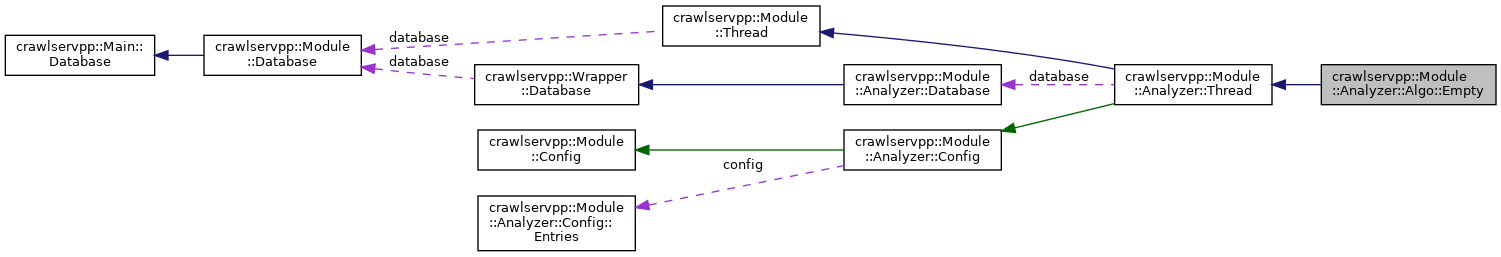 crawlservpp::Main::
Database
crawlservpp::Module
::Database
database
database
crawlservpp::Module
::Thread
crawlservpp::Wrapper
::Database
crawlservpp::Module
::Analyzer::Database
database
crawlservpp::Module
::Analyzer::Thread
crawlservpp::Module
::Analyzer::Algo::Empty
crawlservpp::Module
::Config
crawlservpp::Module
::Analyzer::Config
config
crawlservpp::Module
::Analyzer::Config::
Entries